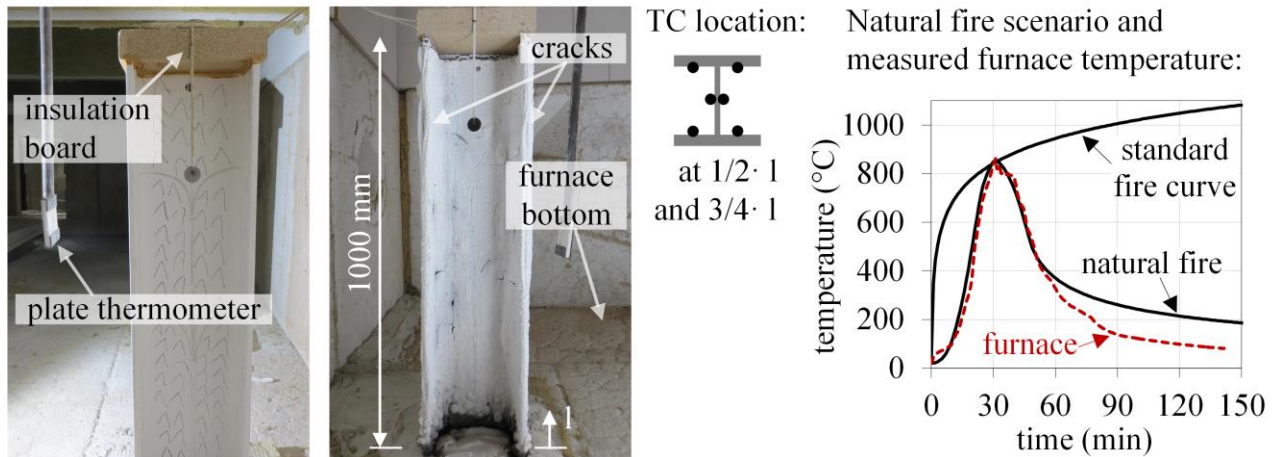 insulation
board
plate thermometer
cracks
1000 mm
furnace
bottom
l
TC location:
at 1/2· l
and 3/4· l
Natural fire scenario and
measured furnace temperature:
temperature (°C)
1000
800
600
400
200
0
standard
fire curve
natural fire
furnace
0 30 60 90 120 150
time (min)